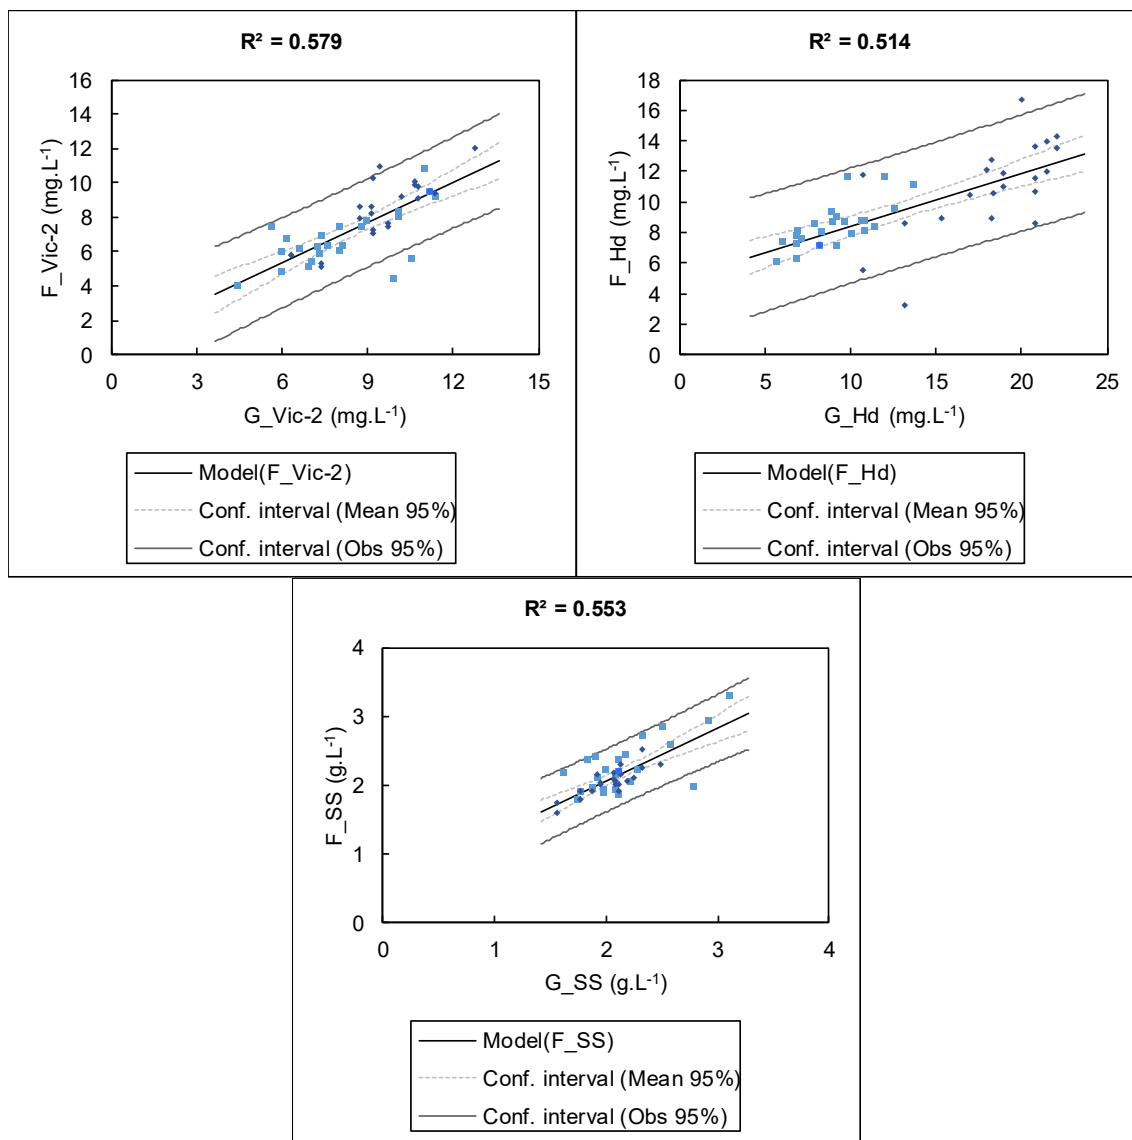 R² = 0.579
16
14
12
10
8
6
4
2
0
F_Vic-2 (mg.L⁻¹)
0 3 6 9 12 15
G_Vic-2 (mg.L⁻¹)
Model(F_Vic-2)
Conf. interval (Mean 95%)
Conf. interval (Obs 95%)
R² = 0.514
18
16
14
12
10
8
6
4
2
0
F_Hd (mg.L⁻¹)
0 5 10 15 20 25
G_Hd (mg.L⁻¹)
Model(F_Hd)
Conf. interval (Mean 95%)
Conf. interval (Obs 95%)
R² = 0.553
4
3
2
1
0
F_SS (g.L⁻¹)
0 1 2 3 4
G_SS (g.L⁻¹)
Model(F_SS)
Conf. interval (Mean 95%)
Conf. interval (Obs 95%)